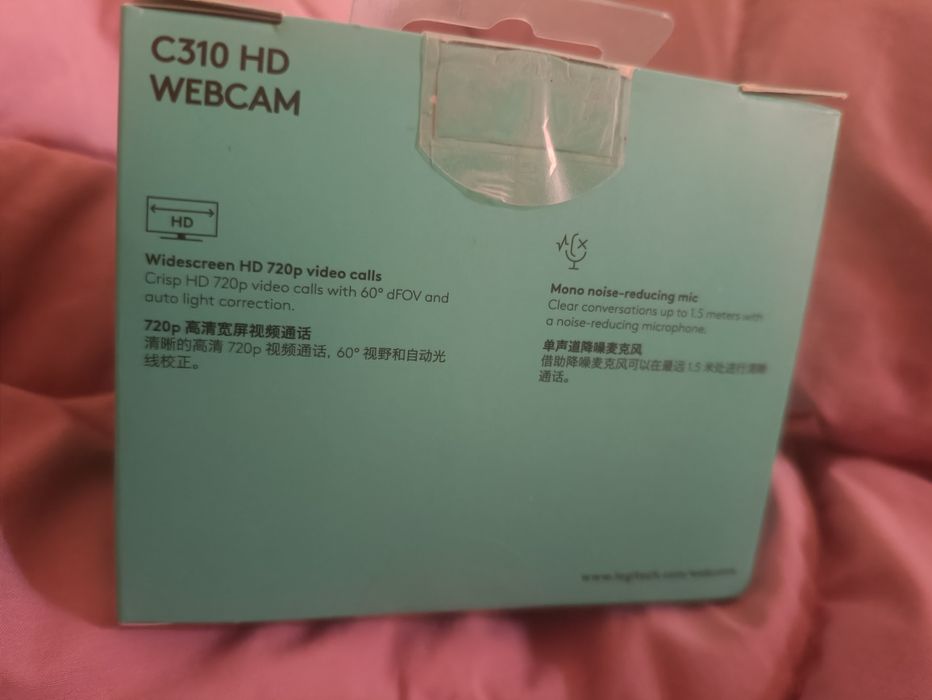 C310 HD
WEBCAM
HD
Widescreen HD 720p video calls
Crisp HD 720p video calls with 60° dFOV and
auto light correction.
720p 高清宽屏视频通话
清晰的高清 720p 视频通话, 60° 视野和自动光
线校正。
Mono noise-reducing mic
Clear conversations up to 1.5 meters with
a noise-reducing microphone.
单声道降噪麦克风
借助降噪麦克风可以在最远 1.5 米处进行清晰
通话。
www.logitech.com/webcams